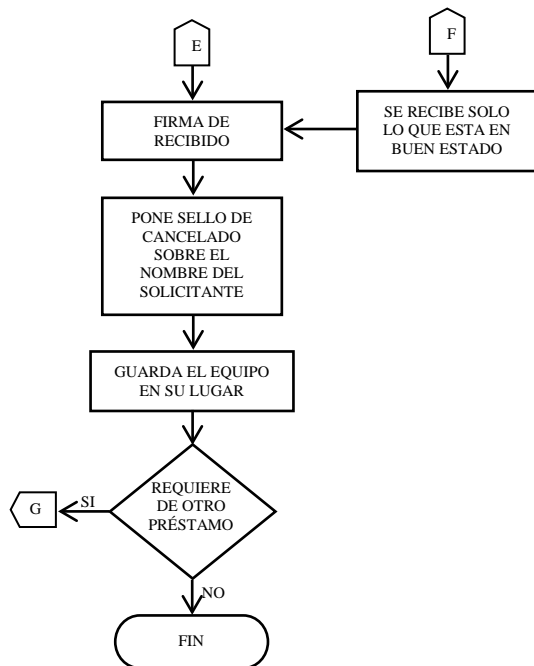 E
F
FIRMA DE
RECIBIDO
SE RECIBE SOLO
LO QUE ESTA EN
BUEN ESTADO
PONE SELLO DE
CANCELADO
SOBRE EL
NOMBRE DEL
SOLICITANTE
GUARDA EL EQUIPO
EN SU LUGAR
REQUIERE
DE OTRO
PRÉSTAMO
SI
G
NO
FIN